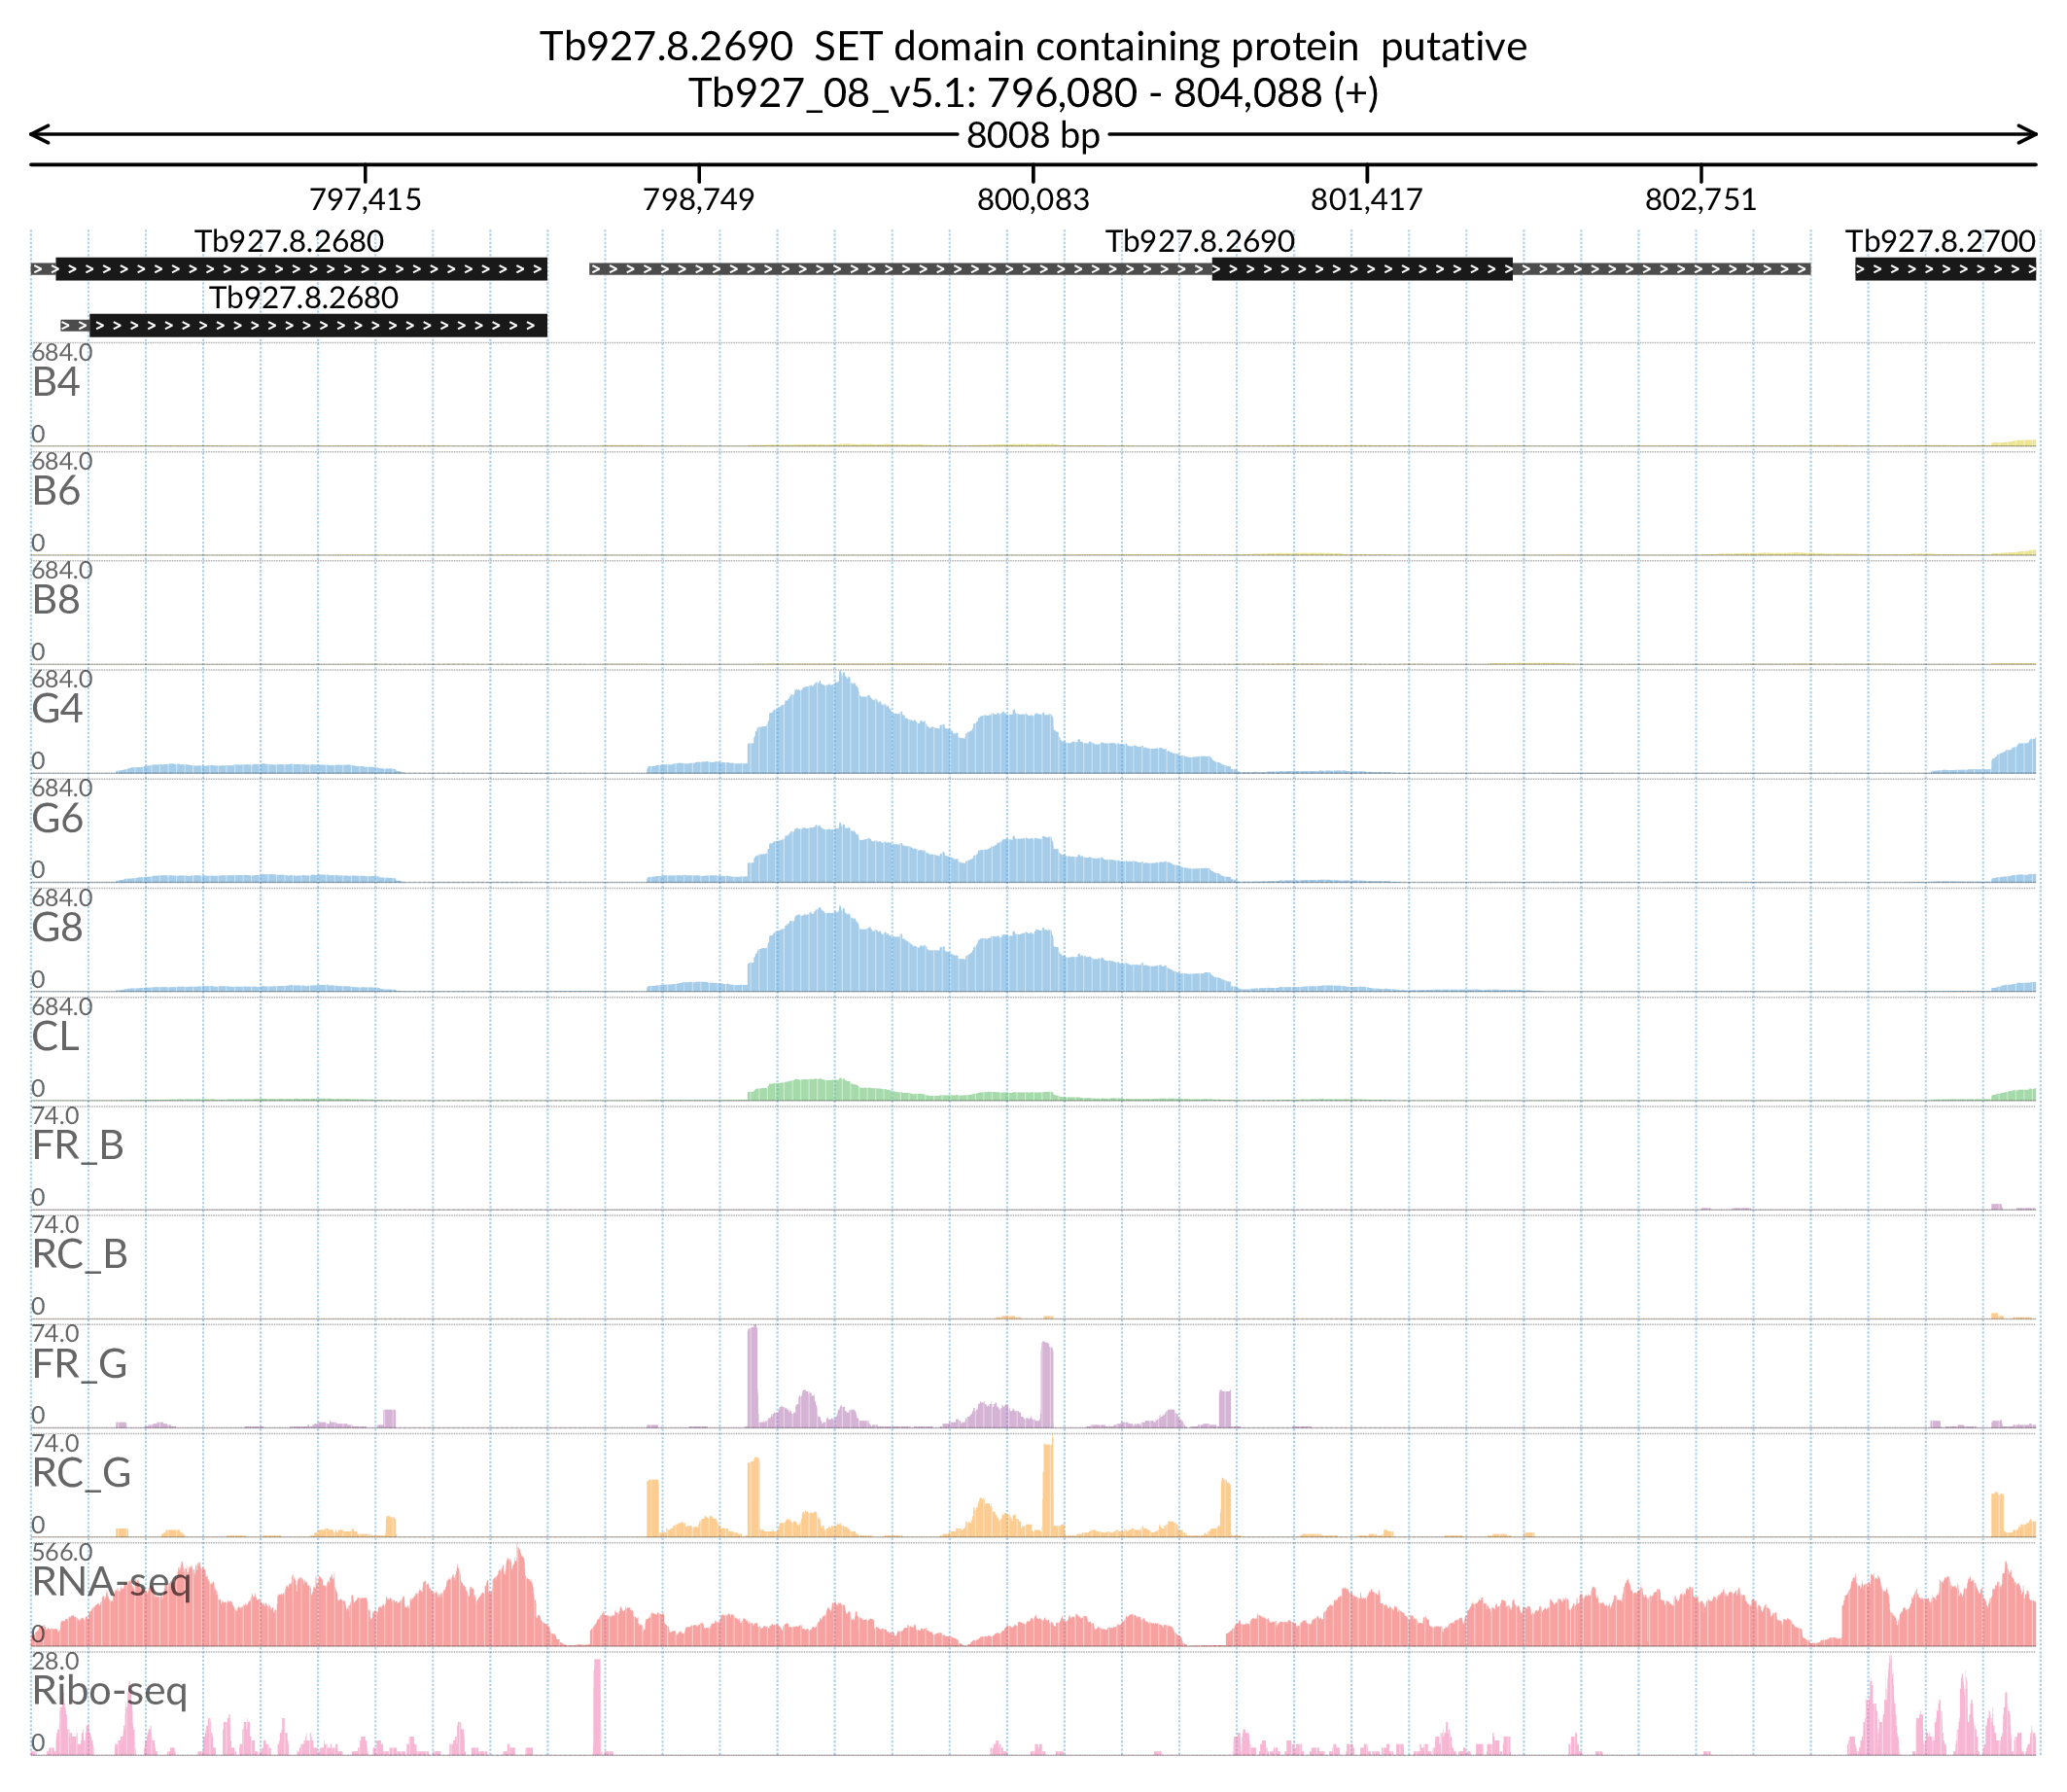 Tb927.8.2690  SET domain containing protein  putative
Tb927_08_v5.1: 796,080 - 804,088 (+)
8008 bp
797,415 798,749 800,083 801,417 802,751
Tb927.8.2680 Tb927.8.2690 Tb927.8.2700
Tb927.8.2680
684.0
B4
0
684.0
B6
0
684.0
B8
0
684.0
G4
0
684.0
G6
0
684.0
G8
0
684.0
CL
0
74.0
FR_B
0
74.0
RC_B
0
74.0
FR_G
0
74.0
RC_G
0
566.0
RNA-seq
0
28.0
Ribo-seq
0